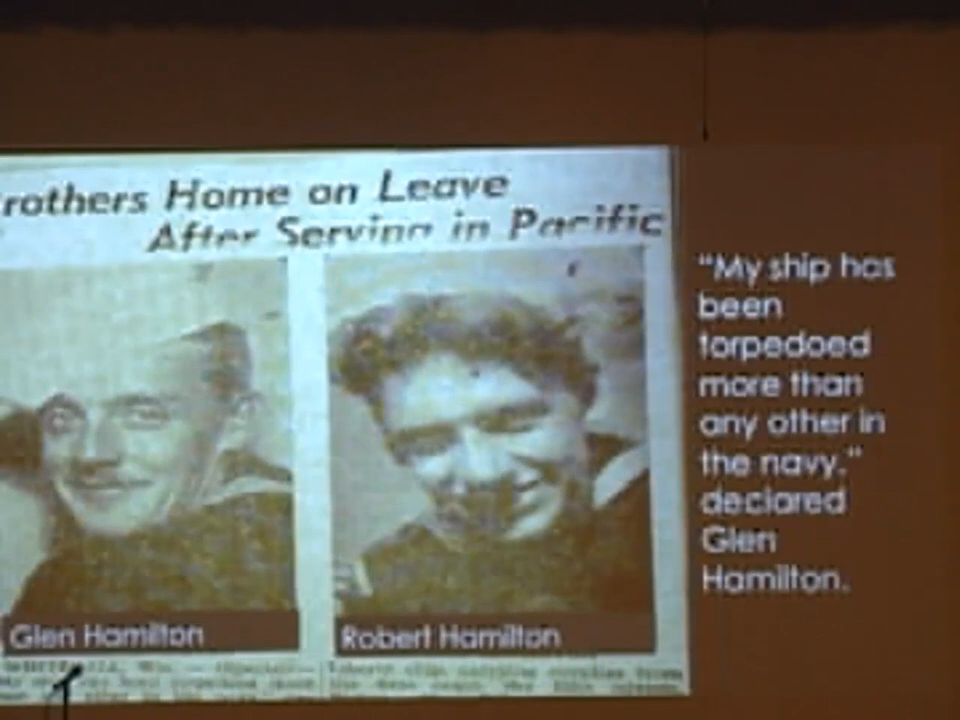 rothers Home on Leave
After Serving in Pacific
"My ship has
been
torpedoed
more than
any other in
the navy."
declared
Glen
Hamilton.
Glen Hamilton
Robert Hamilton